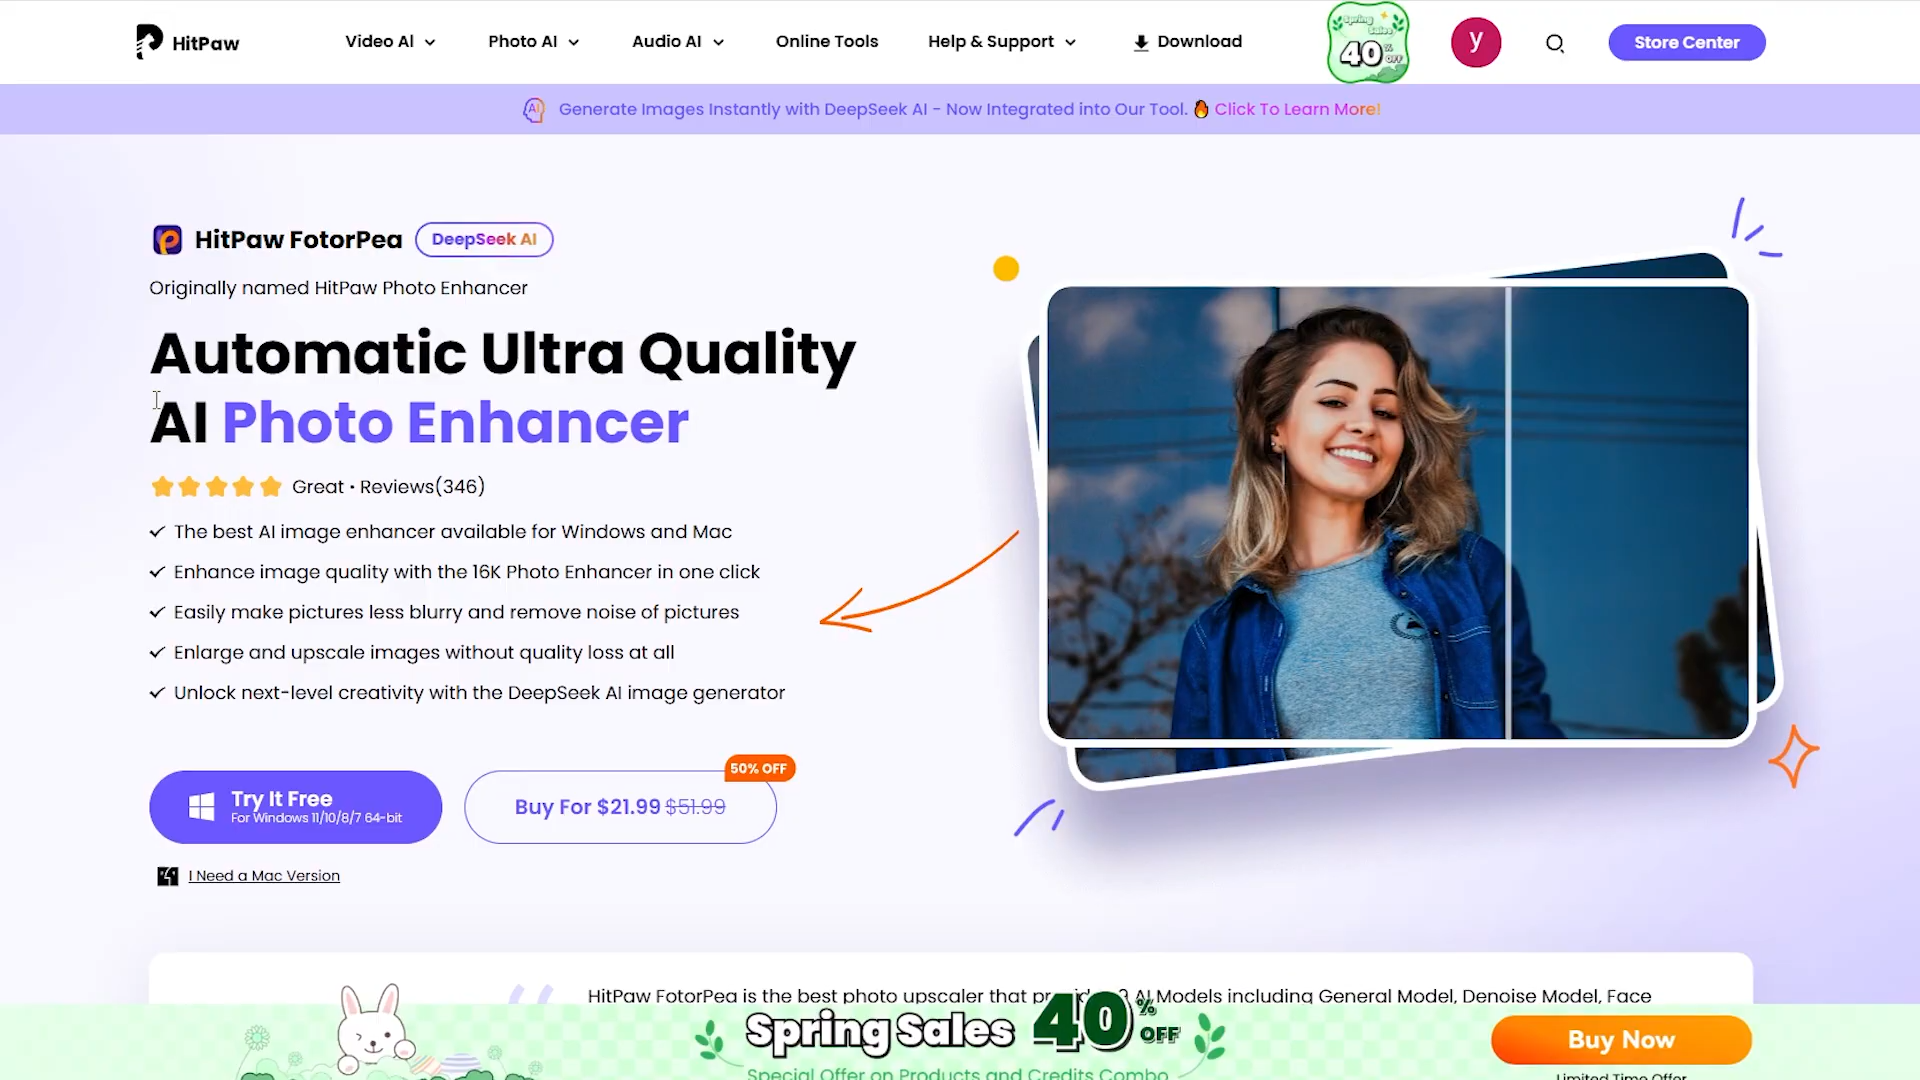 HitPaw
Video AI
Photo AI
Audio AI
Online Tools
Help & Support
Download
Spring Sales 40% OFF
y
Store Center
AI Generate Images Instantly with DeepSeek AI - Now Integrated into Our Tool. 🔥 Click To Learn More!
HitPaw FotorPea DeepSeek AI
Originally named HitPaw Photo Enhancer
Automatic Ultra Quality
AI Photo Enhancer
Great • Reviews(346)
The best AI image enhancer available for Windows and Mac
Enhance image quality with the 16K Photo Enhancer in one click
Easily make pictures less blurry and remove noise of pictures
Enlarge and upscale images without quality loss at all
Unlock next-level creativity with the DeepSeek AI image generator
Try It Free
For Windows 11/10/8/7 64-bit
50% OFF
Buy For $21.99 $51.99
I Need a Mac Version
HitPaw FotorPea is the best photo upscaler that AI Models including General Model, Denoise Model, Face
Spring Sales 40% OFF
Special Offer on Products and Credits Combo
Buy Now
Limited Time Offer